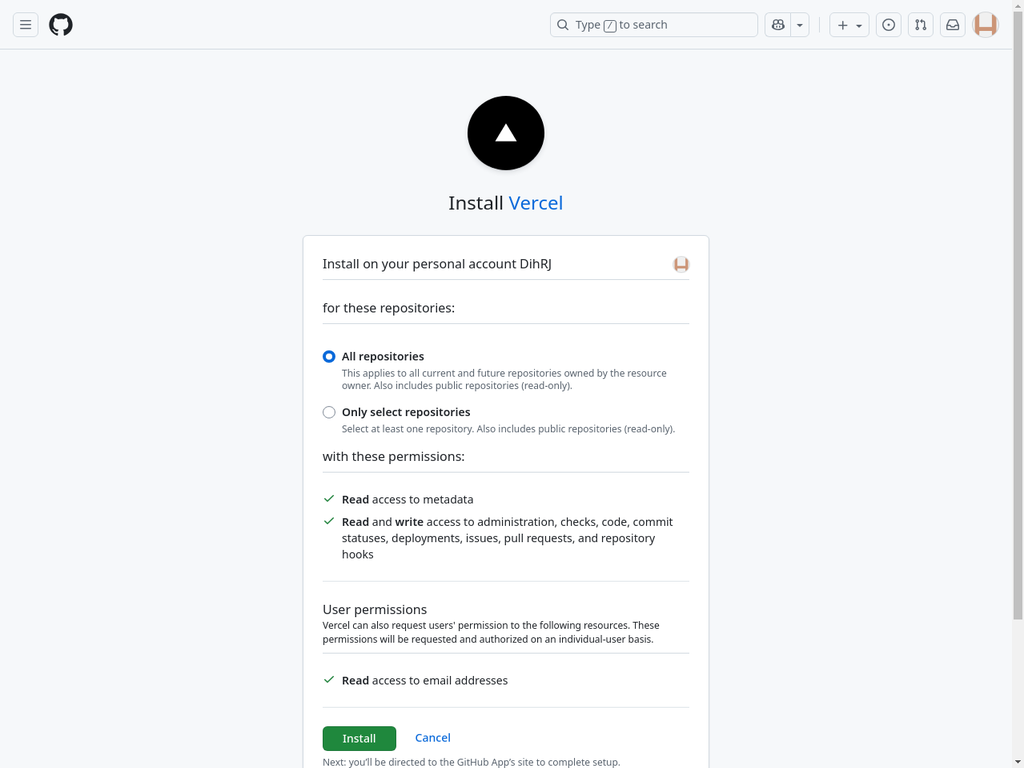 Type / to search
Install Vercel
Install on your personal account DihRJ
for these repositories:
All repositories
This applies to all current and future repositories owned by the resource
owner. Also includes public repositories (read-only).
Only select repositories
Select at least one repository. Also includes public repositories (read-only).
with these permissions:
Read access to metadata
Read and write access to administration, checks, code, commit
statuses, deployments, issues, pull requests, and repository
hooks
User permissions
Vercel can also request users' permission to the following resources. These
permissions will be requested and authorized on an individual-user basis.
Read access to email addresses
Install Cancel
Next: you'll be directed to the GitHub App's site to complete setup.